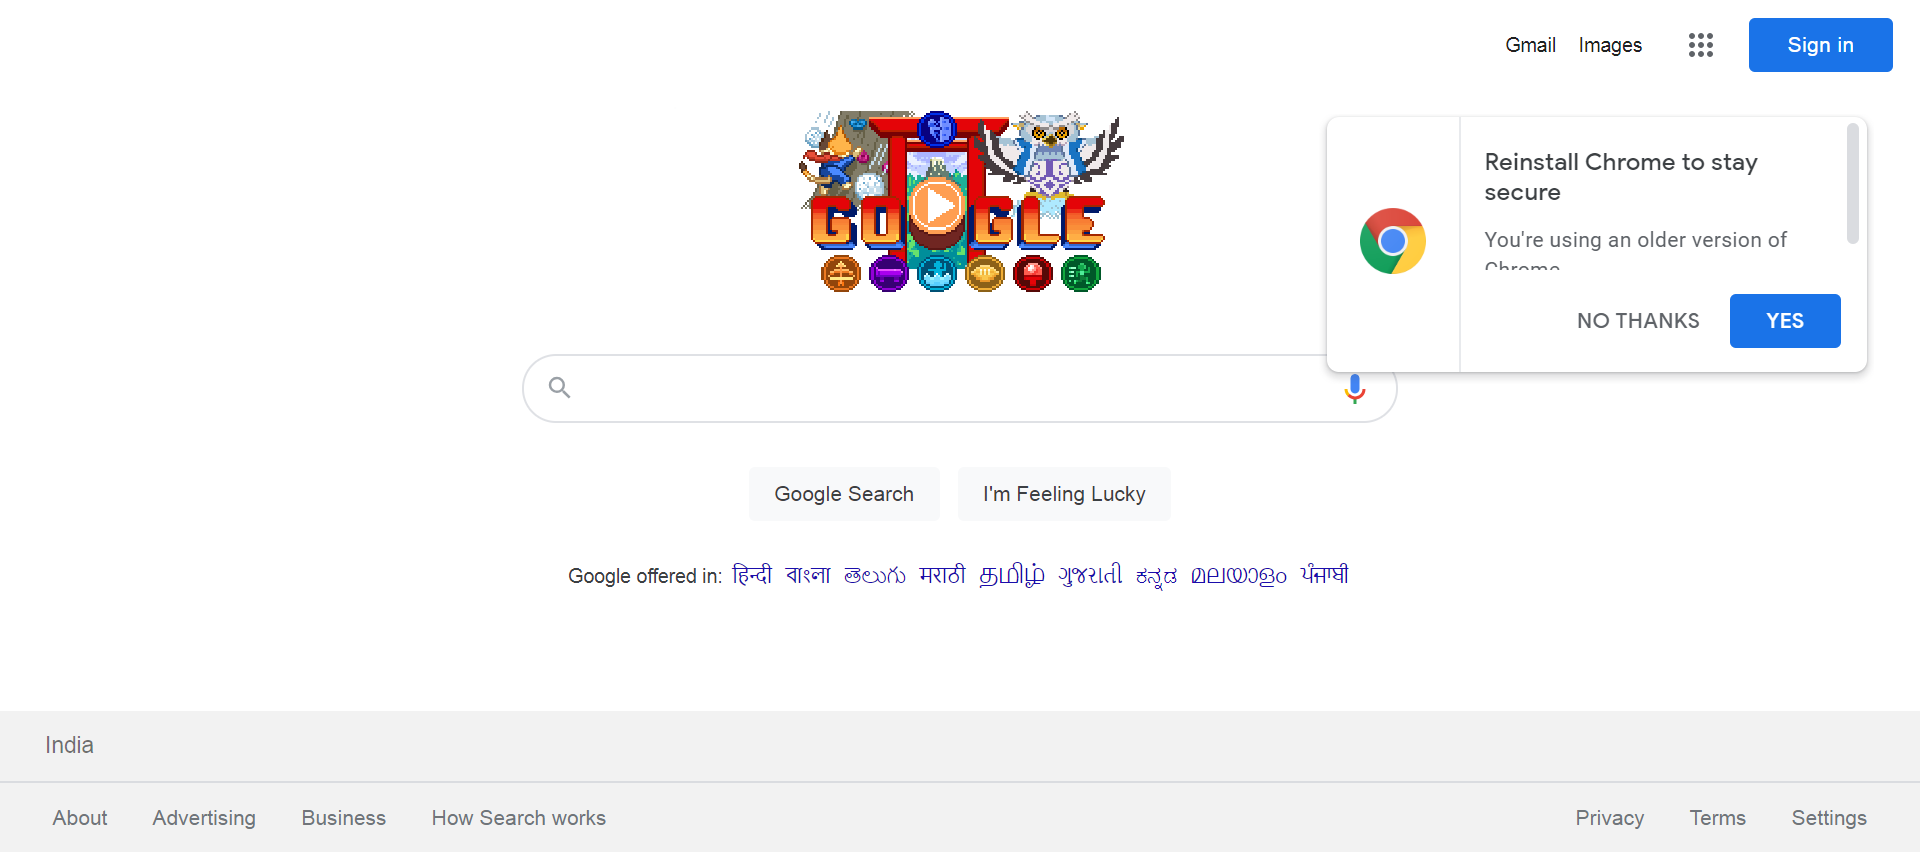 Gmail Images Sign in
GOOGLE
Reinstall Chrome to stay
secure
You're using an older version of
Chrome
NO THANKS YES
Google Search I'm Feeling Lucky
Google offered in: हिन्दी বাংলা తెలుగు मराठी தமிழ் ગુજરાતી ಕನ್ನಡ മലയാളം ਪੰਜਾਬੀ
India
About Advertising Business How Search works Privacy Terms Settings